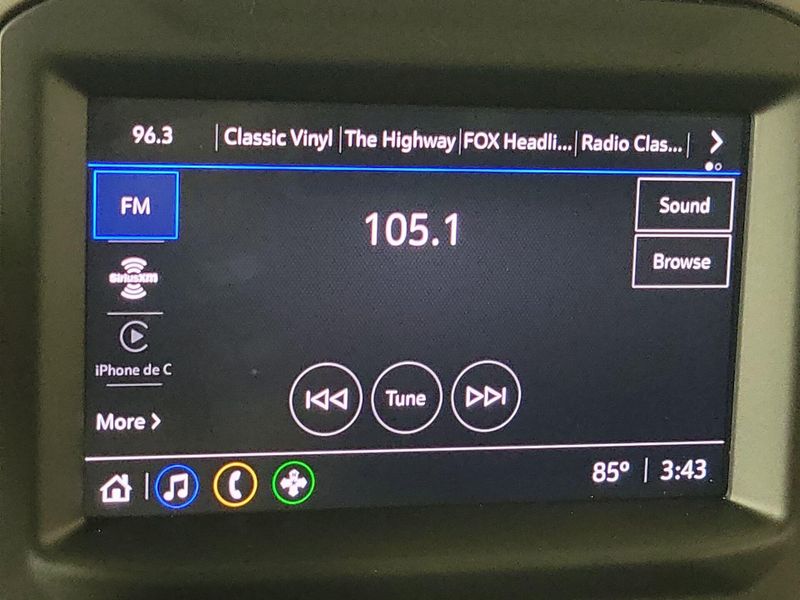 96.3 | Classic Vinyl | The Highway | FOX Headli... | Radio Clas... |
FM
105.1
Sound
Browse
SiriusXM
iPhone de C
More
Tune
85° | 3:43